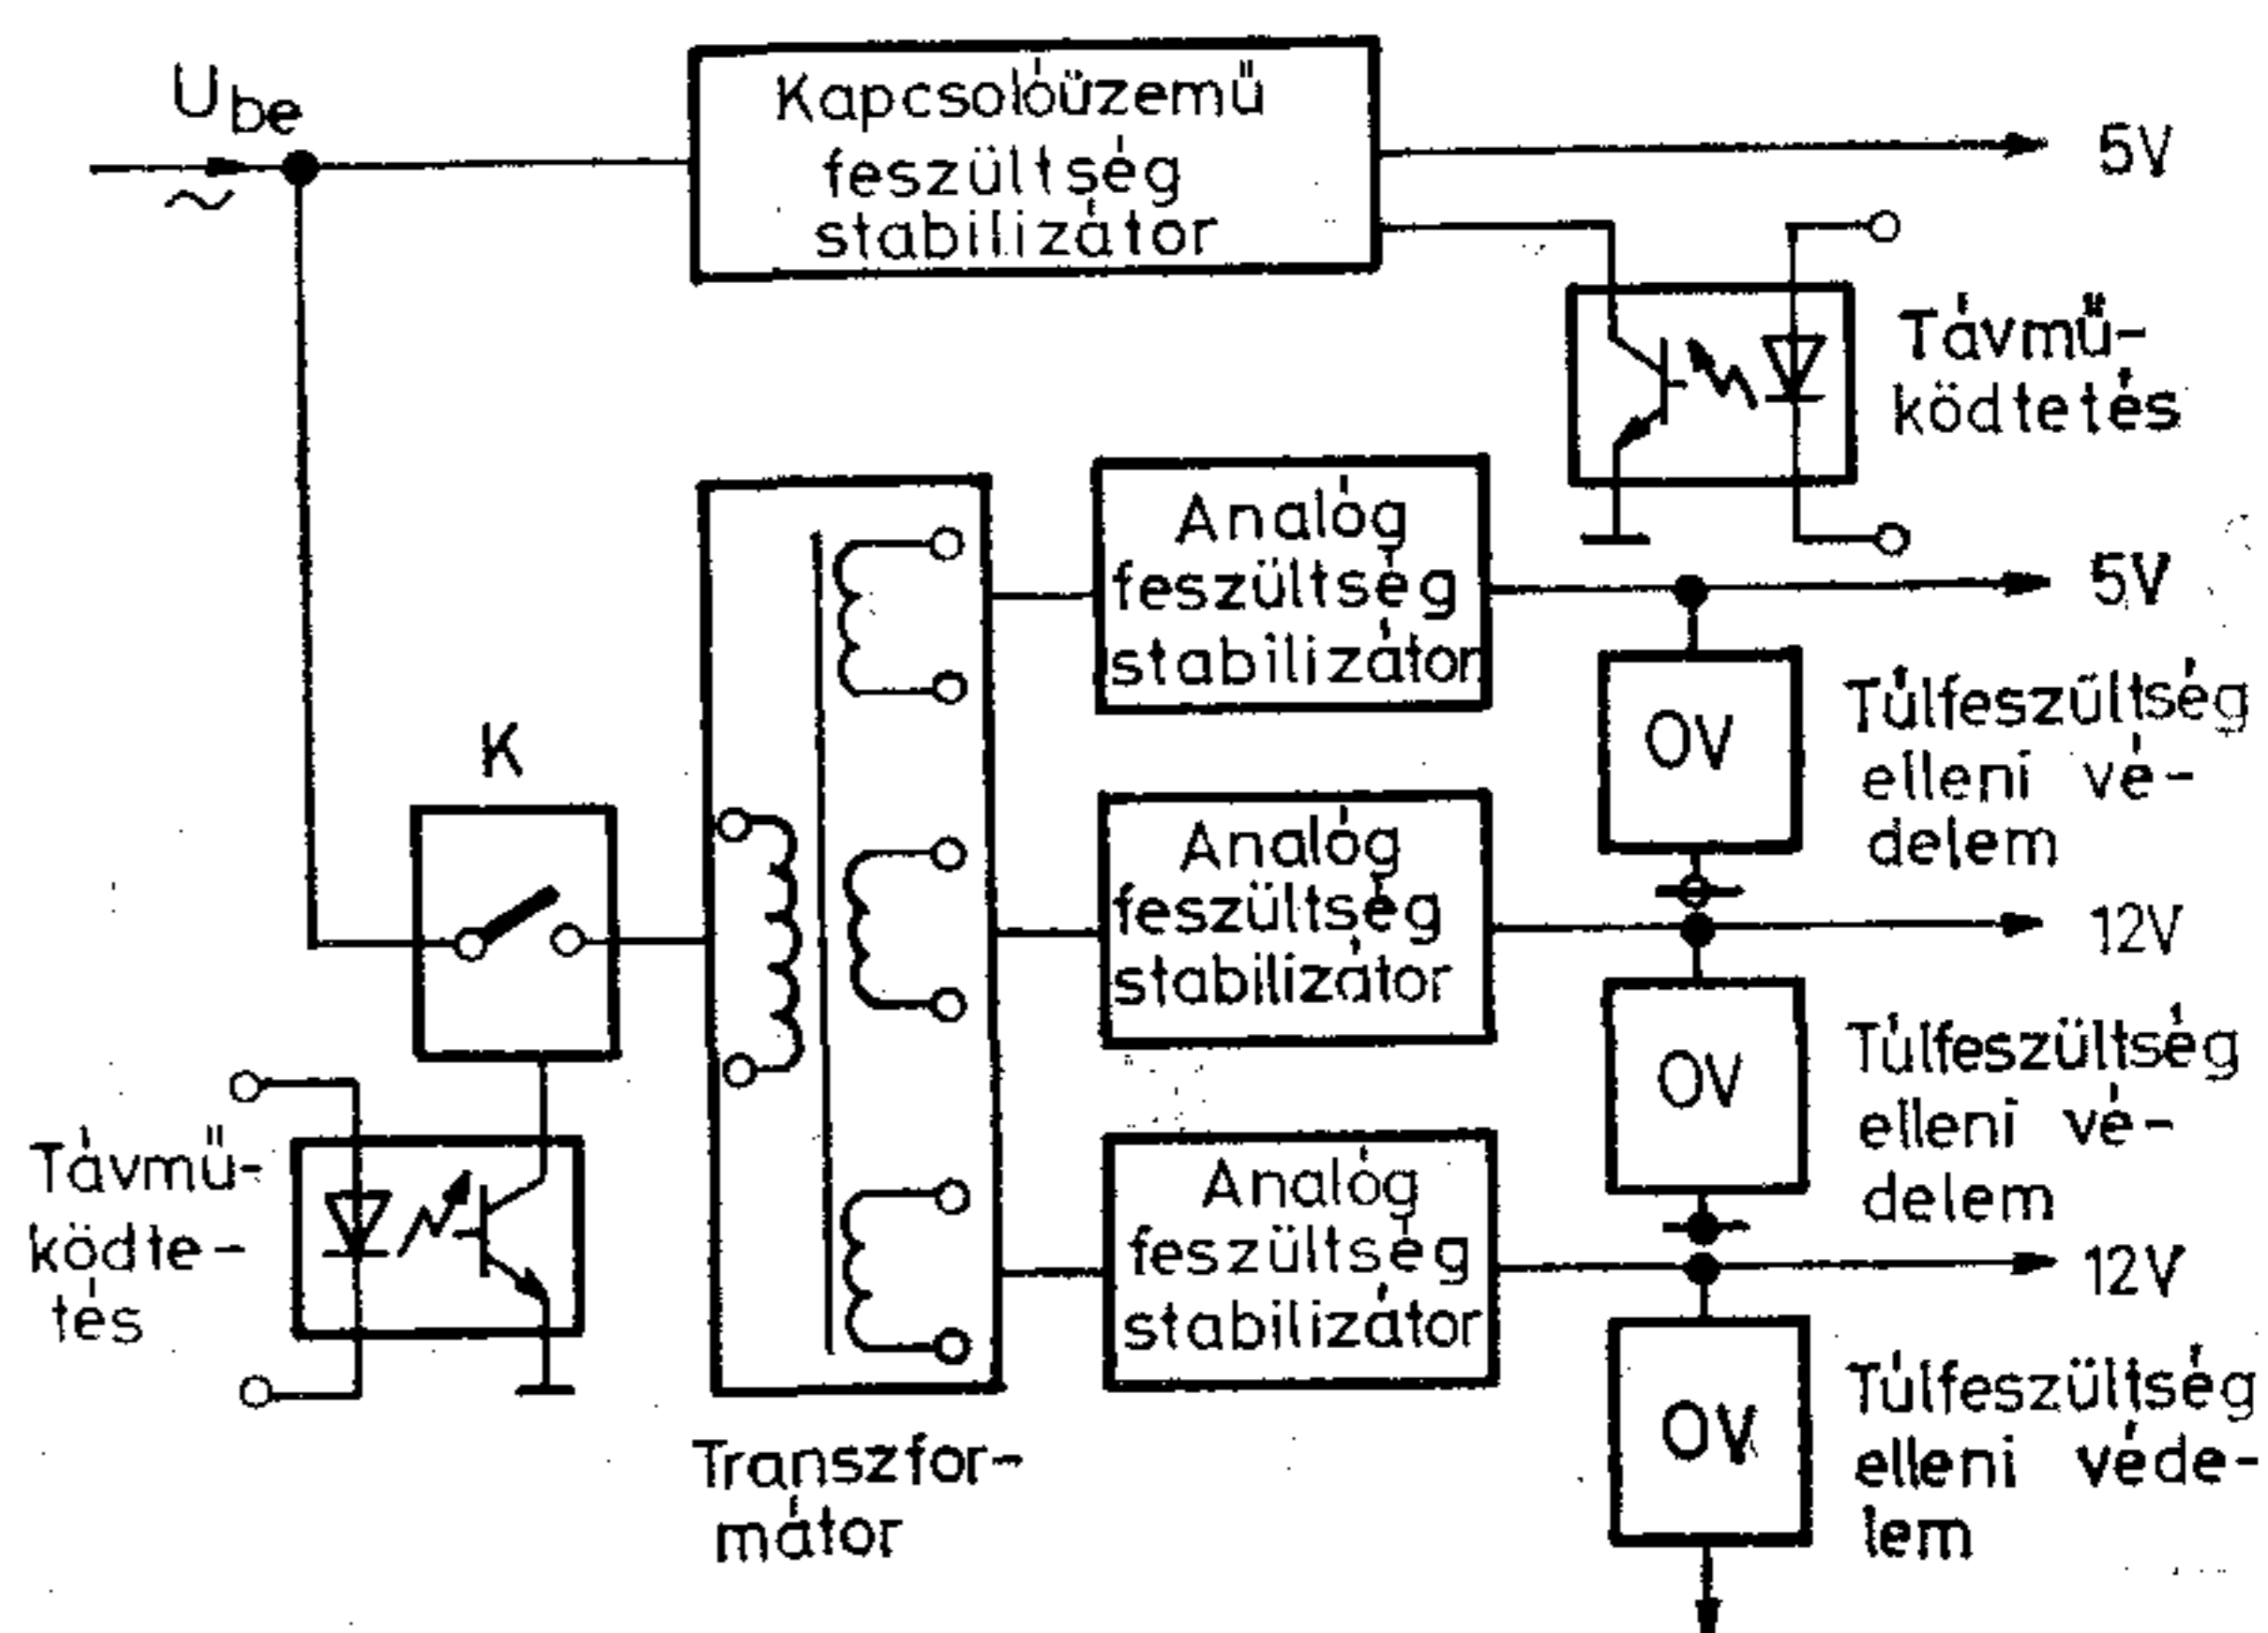 Ube
Kapcsolóüzemű
feszültség
stabilizátor
5V
Távmű-
ködtetés
Analóg
feszültség
stabilizátor
5V
OV
Túlfeszültség
elleni vé-
delem
K
Analóg
feszültség
stabilizátor
12V
OV
Túlfeszültség
elleni vé-
delem
Távmű-
ködte-
tés
Analóg
feszültség
stabilizátor
12V
OV
Túlfeszültség
elleni véde-
lem
Transzfor-
mátor